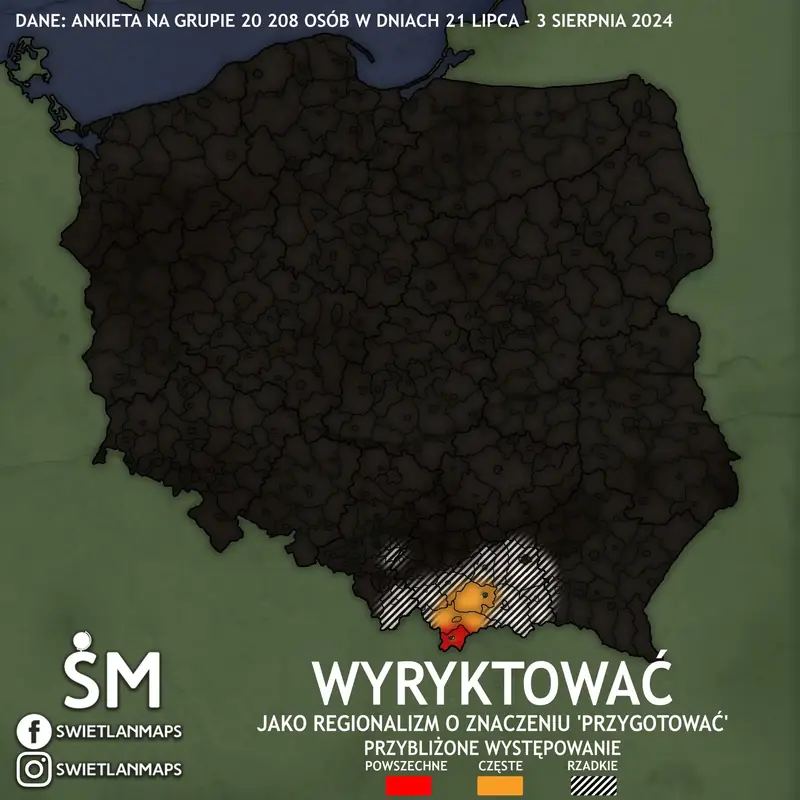 DANE: ANKIETA NA GRUPIE 20 208 OSÓB W DNIACH 21 LIPCA - 3 SIERPNIA 2024
ŚM
SWIETLANMAPS
SWIETLANMAPS
WYRYKTOWAĆ
JAKO REGIONALIZM O ZNACZENIU 'PRZYGOTOWAĆ'
PRZYBLIŻONE WYSTĘPOWANIE
POWSZECHNE CZĘSTE RZADKIE